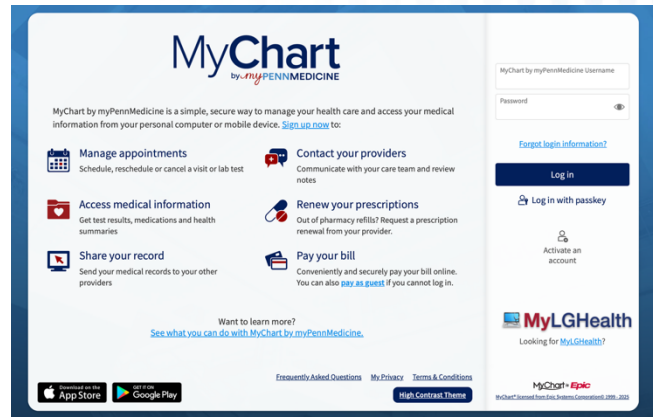 MyChart
by myPENNMEDICINE
MyChart by myPennMedicine is a simple, secure way to manage your health care and access your medical
information from your personal computer or mobile device. Sign up now to:
Manage appointments
Schedule, reschedule or cancel a visit or lab test
Contact your providers
Communicate with your care team and review
notes
Access medical information
Get test results, medications and health
summaries
Renew your prescriptions
Out of pharmacy refills? Request a prescription
renewal from your provider.
Share your record
Send your medical records to your other
providers
Pay your bill
Conveniently and securely pay your bill online.
You can also pay as guest if you cannot log in.
Want to learn more?
See what you can do with MyChart by myPennMedicine.
Download on the
App Store
GET IT ON
Google Play
Frequently Asked Questions My Privacy Terms & Conditions
High Contrast Theme
MyChart by myPennMedicine Username
Password
Forgot login information?
Log in
Log in with passkey
Activate an
account
MyLGHealth
Looking for MyLGHealth?
MyChart Epic
MyChart® licensed from Epic Systems Corporation© 1999 - 2025